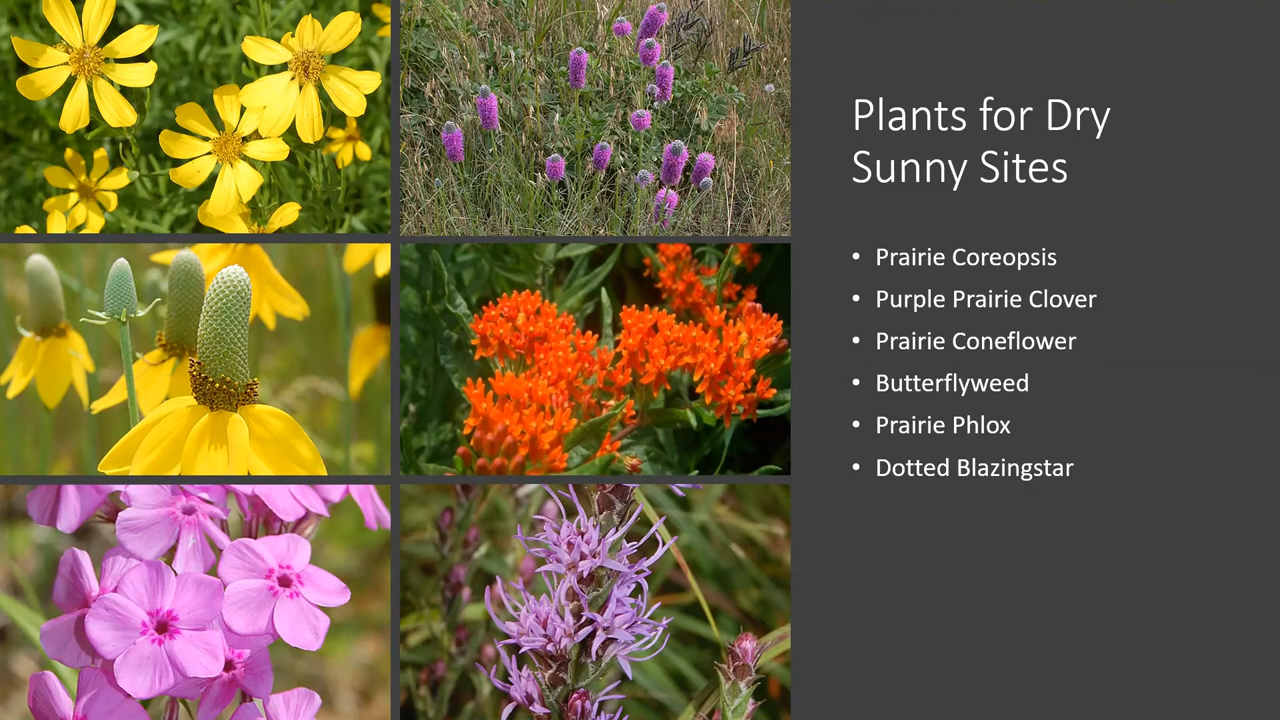 Plants for Dry
Sunny Sites
• Prairie Coreopsis
• Purple Prairie Clover
• Prairie Coneflower
• Butterflyweed
• Prairie Phlox
• Dotted Blazingstar